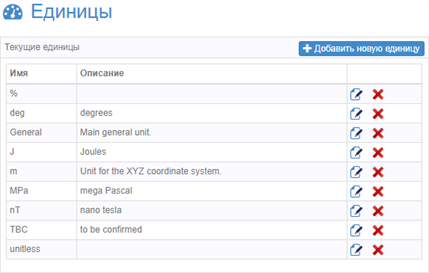 Единицы
Текущие единицы
Добавить новую единицу
Имя Описание
%
deg degrees
General Main general unit.
J Joules
m Unit for the XYZ coordinate system.
MPa mega Pascal
nT nano tesla
TBC to be confirmed
unitless